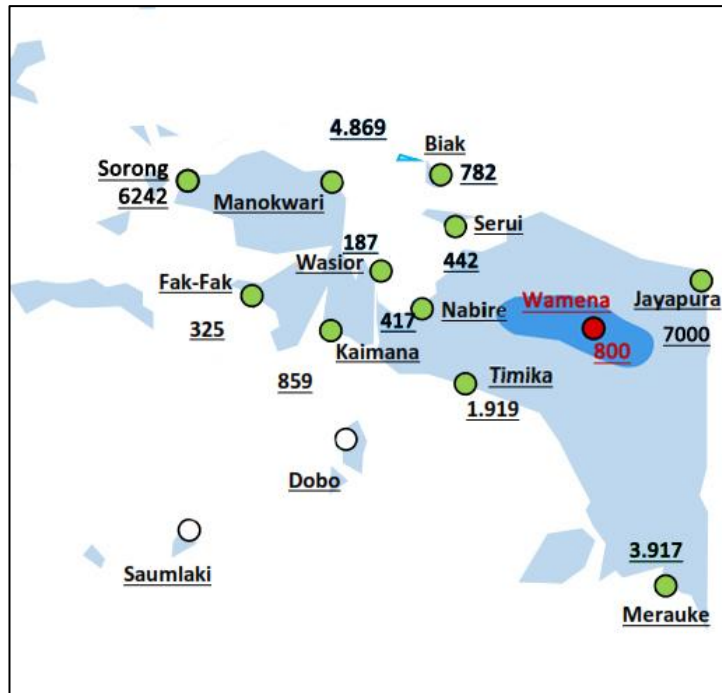 4.869
Biak
782
Sorong
6242
Manokwari
Serui
187
Wasior
442
Fak-Fak
325
Nabire
417
Kaimana
Wamena
800
Jayapura
7000
859
Timika
1.919
Dobo
Saumlaki
3.917
Merauke